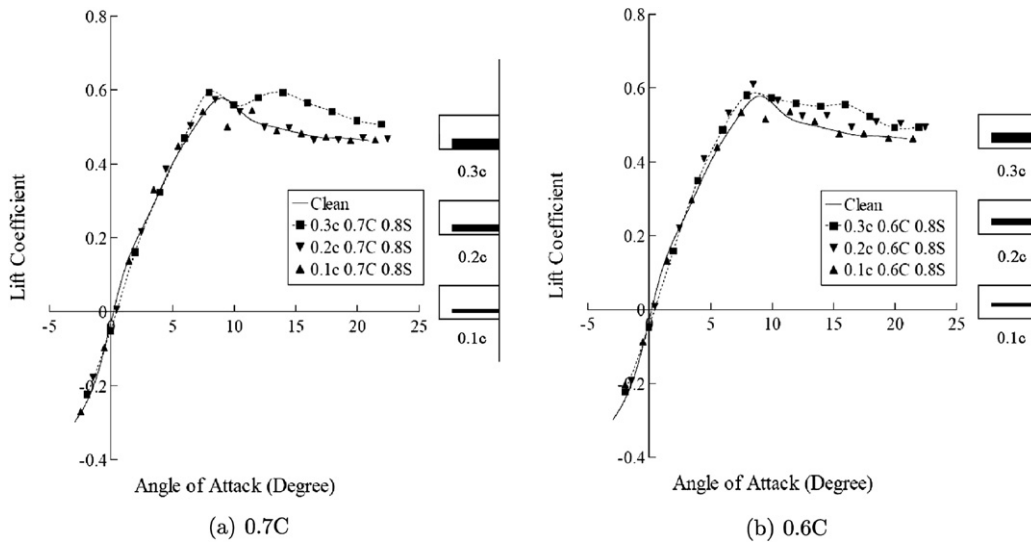 0.8
0.6
0.4
0.2
0
-0.2
-0.4
-5
0
5
10
15
20
25
Lift Coefficient
Angle of Attack (Degree)
Clean
0.3c 0.7C 0.8S
0.2c 0.7C 0.8S
0.1c 0.7C 0.8S
0.3c
0.2c
0.1c
(a) 0.7C
0.8
0.6
0.4
0.2
0
-0.2
-0.4
-5
0
5
10
15
20
25
Lift Coefficient
Angle of Attack (Degree)
Clean
0.3c 0.6C 0.8S
0.2c 0.6C 0.8S
0.1c 0.6C 0.8S
0.3c
0.2c
0.1c
(b) 0.6C